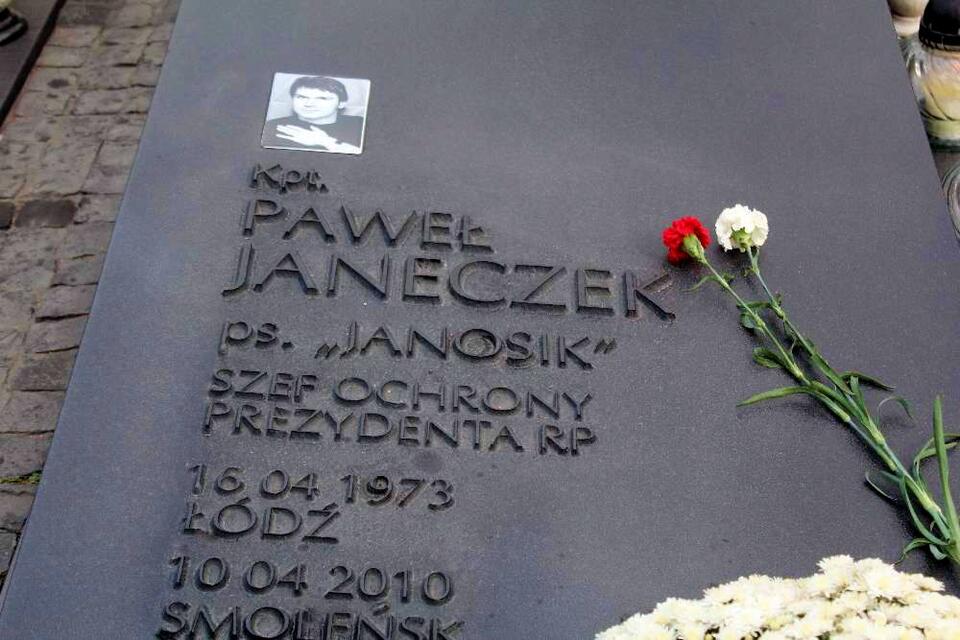 Kpt.
PAWEŁ
JANECZEK
ps. „JANOSIK”
SZEF OCHRONY
PREZYDENTA RP
16 04 1973
ŁÓDŹ
10 04 2010
SMOLEŃSK